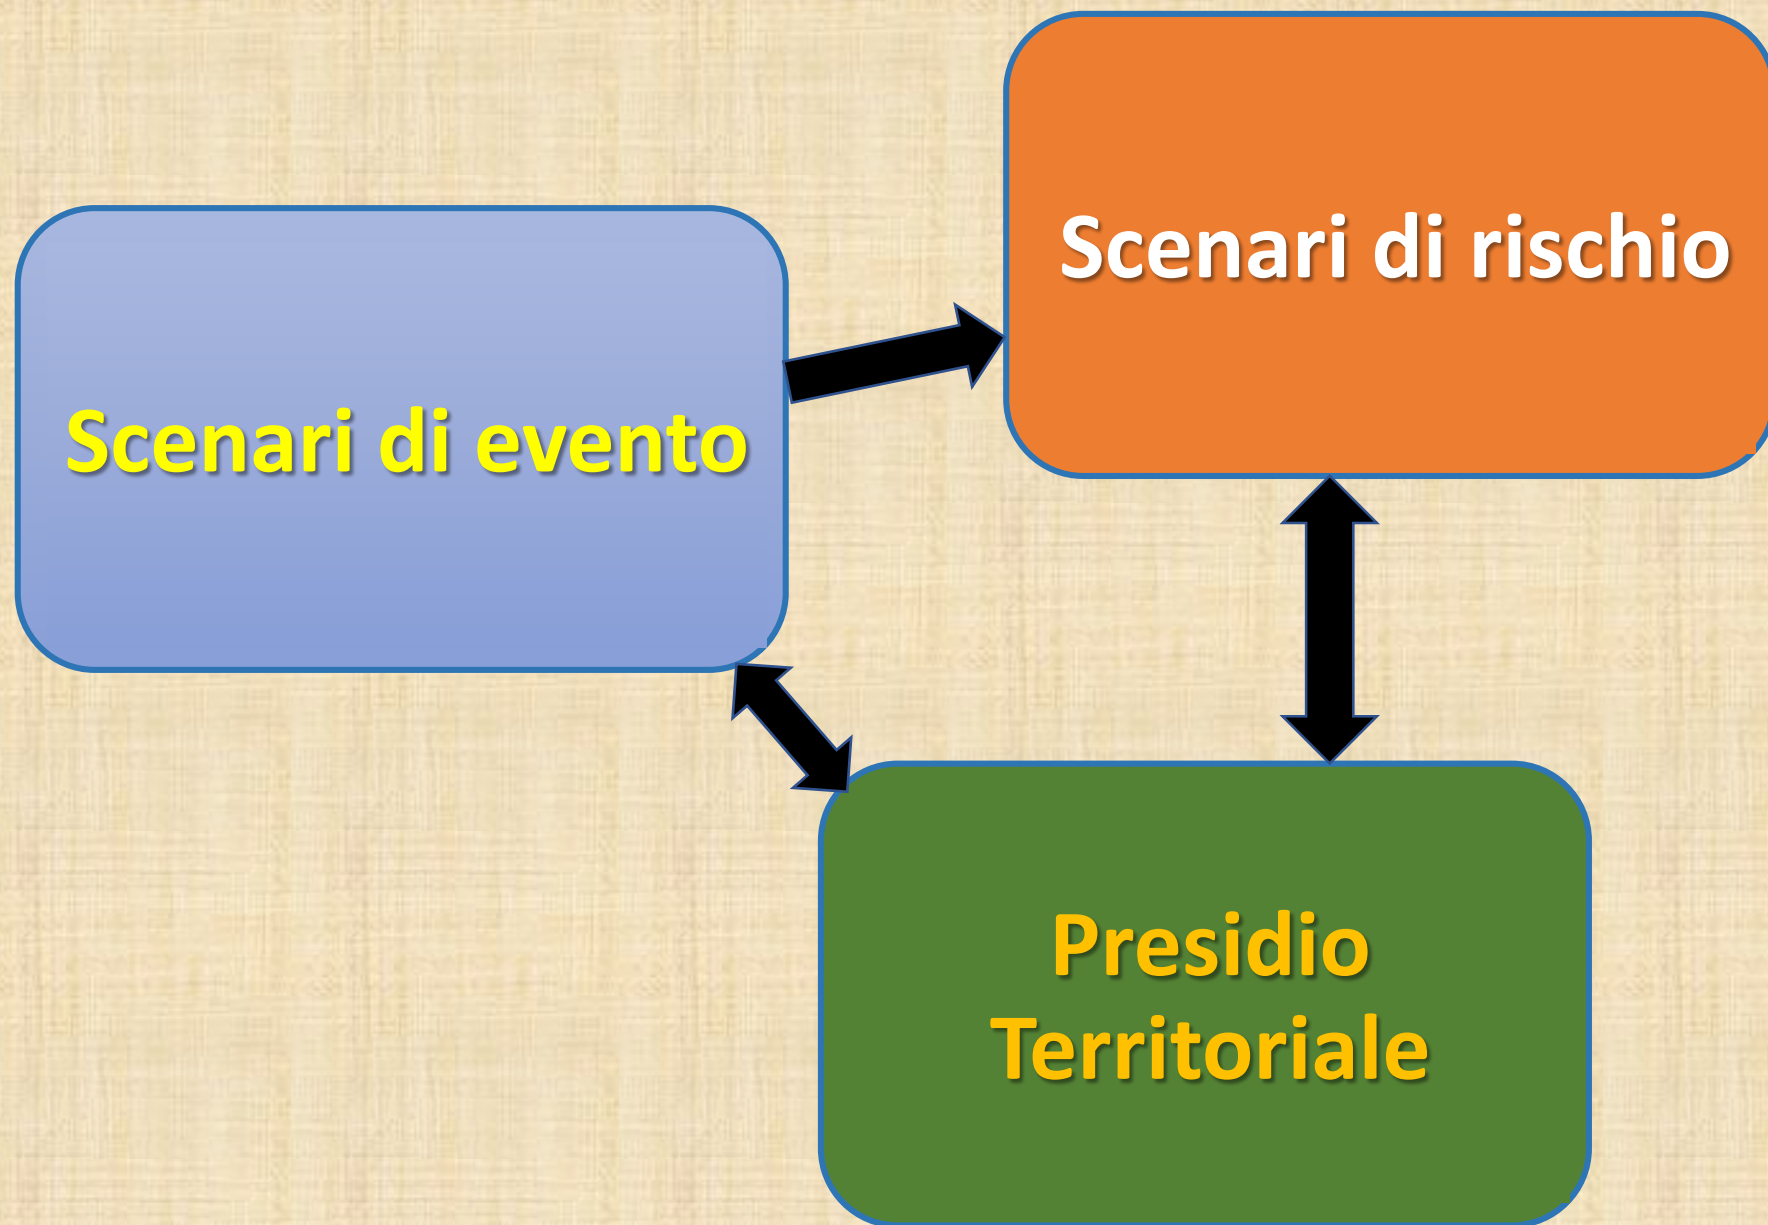 Scenari di rischio
Scenari di evento
Presidio
Territoriale